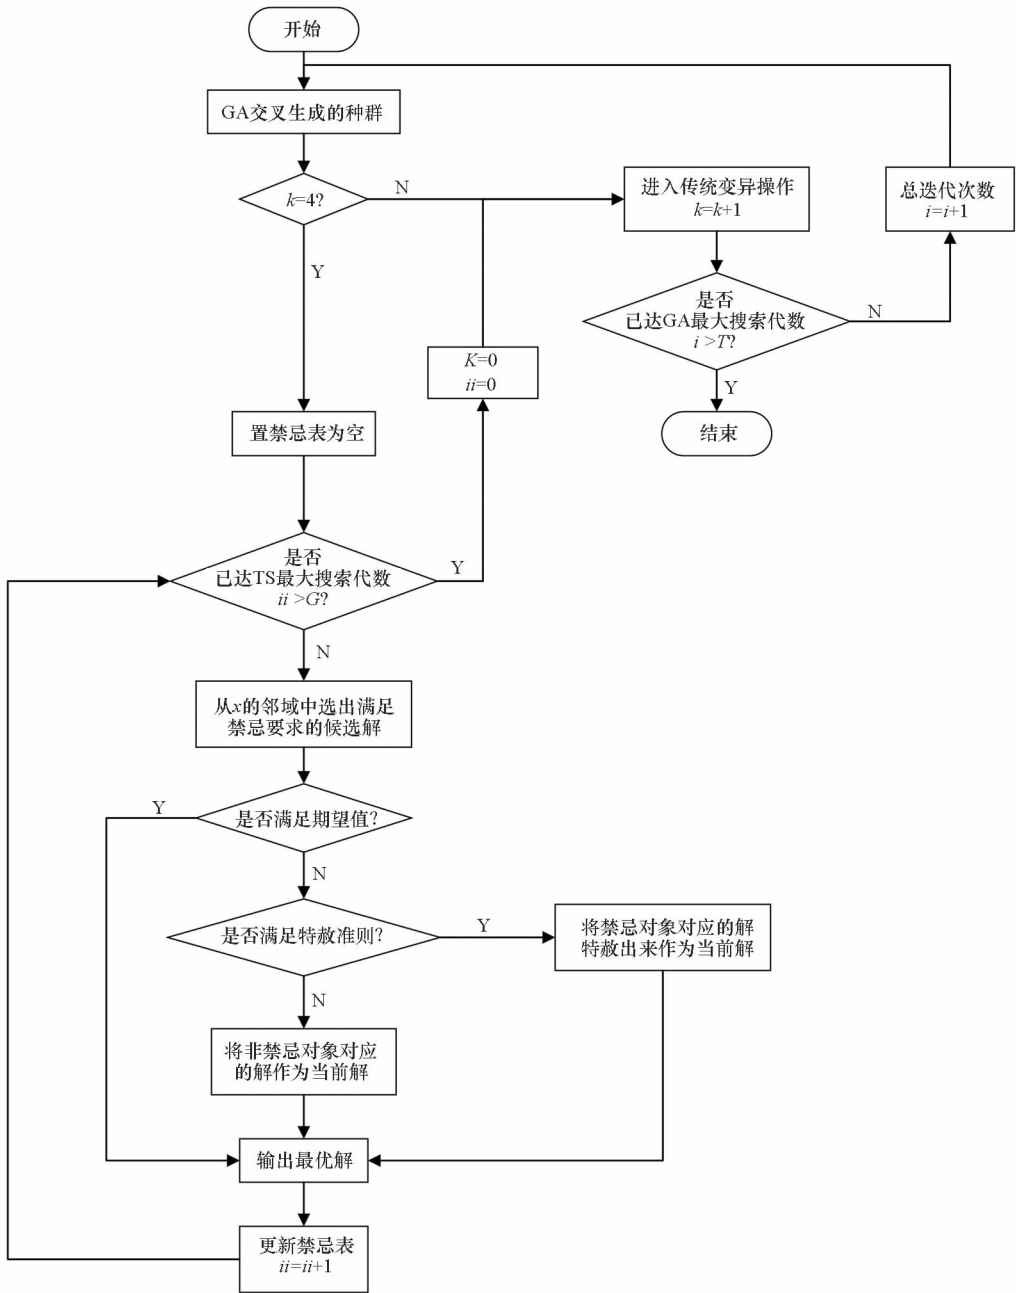 开始
GA交叉生成的种群
k=4?
N
进入传统变异操作
k=k+1
总迭代次数
i=i+1
Y
是否
已达GA最大搜索代数
i >T?
N
Y
结束
K=0
ii=0
置禁忌表为空
是否
已达TS最大搜索代数
ii >G?
Y
N
从x的邻域中选出满足
禁忌要求的候选解
是否满足期望值?
Y
N
是否满足特赦准则?
Y
将禁忌对象对应的解
特赦出来作为当前解
N
将非禁忌对象对应
的解作为当前解
输出最优解
更新禁忌表
ii=ii+1